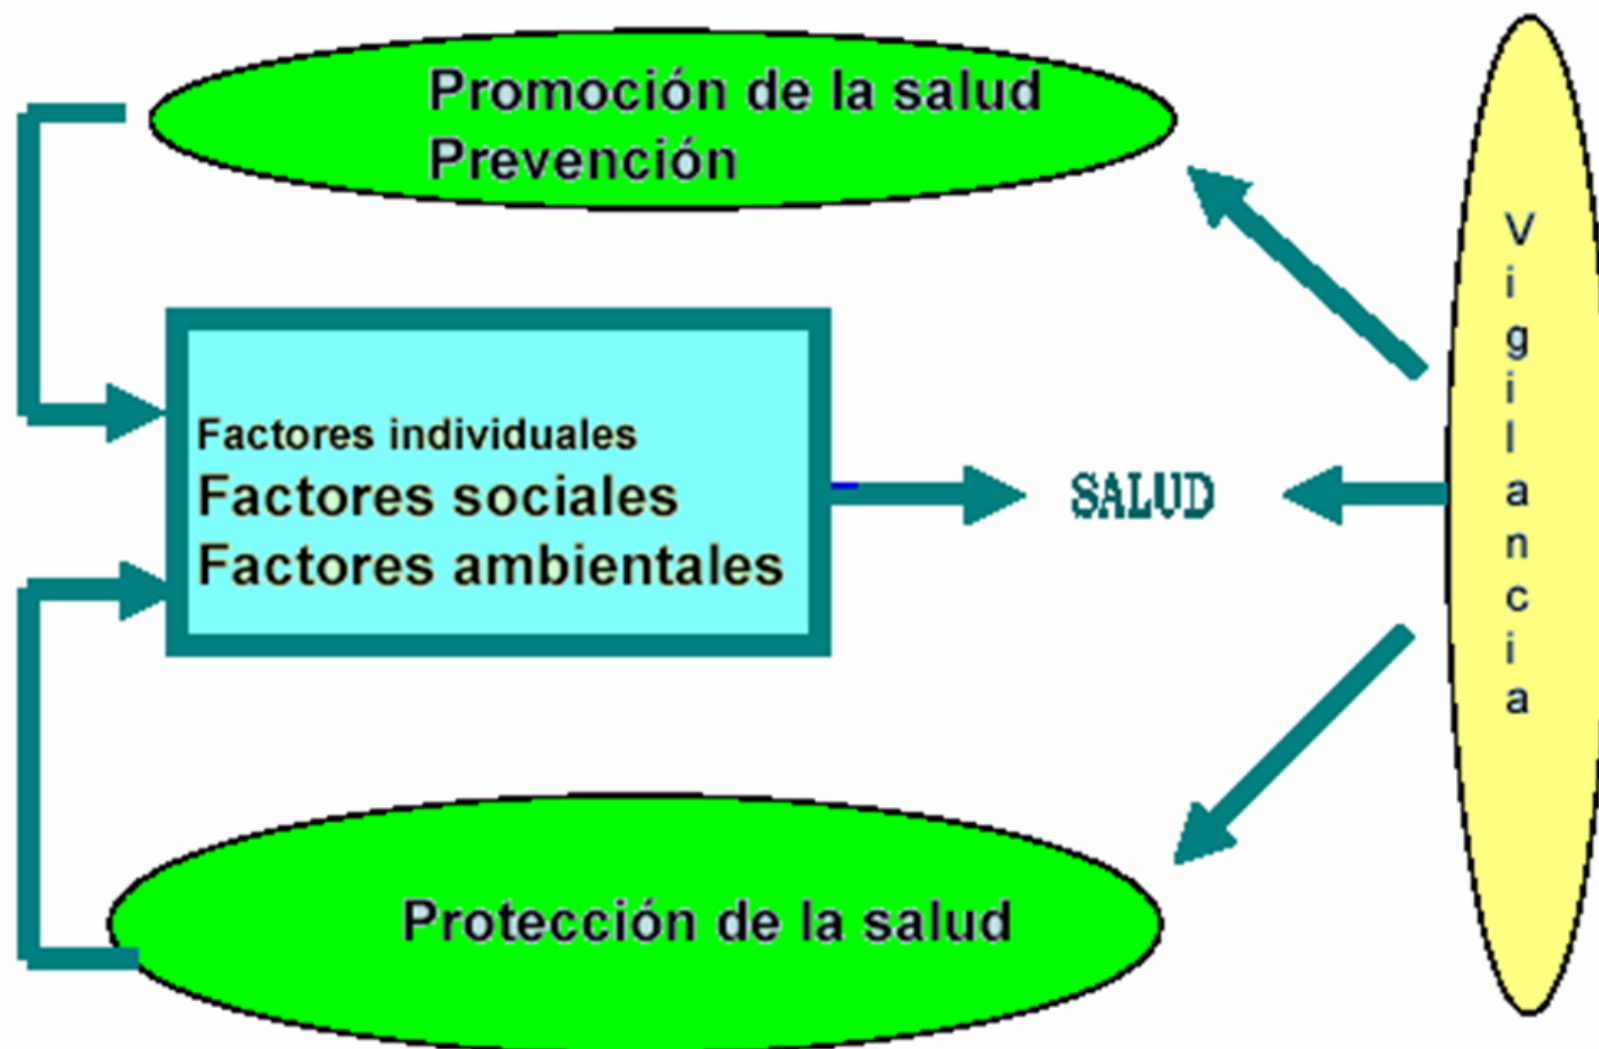 Promoción de la salud
Prevención
Factores individuales
Factores sociales
Factores ambientales
SALUD
Vigilancia
Protección de la salud